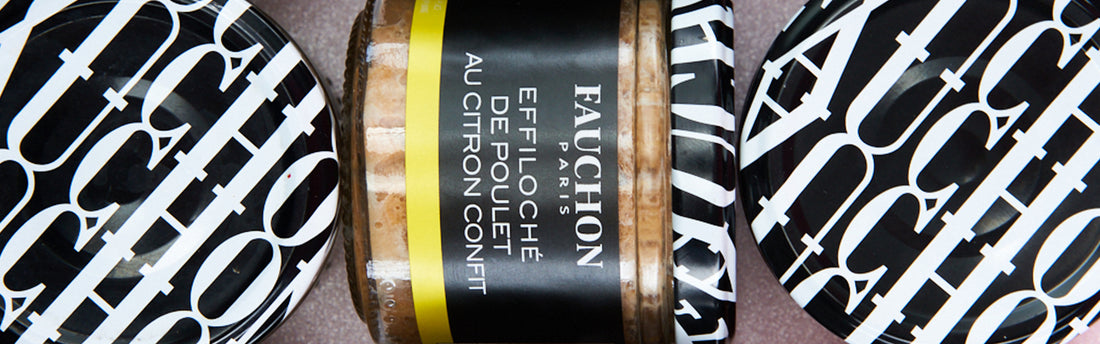 FAUCHON
PARIS
EFFILOCHÉ
DE POULET
AU CITRON CONFIT